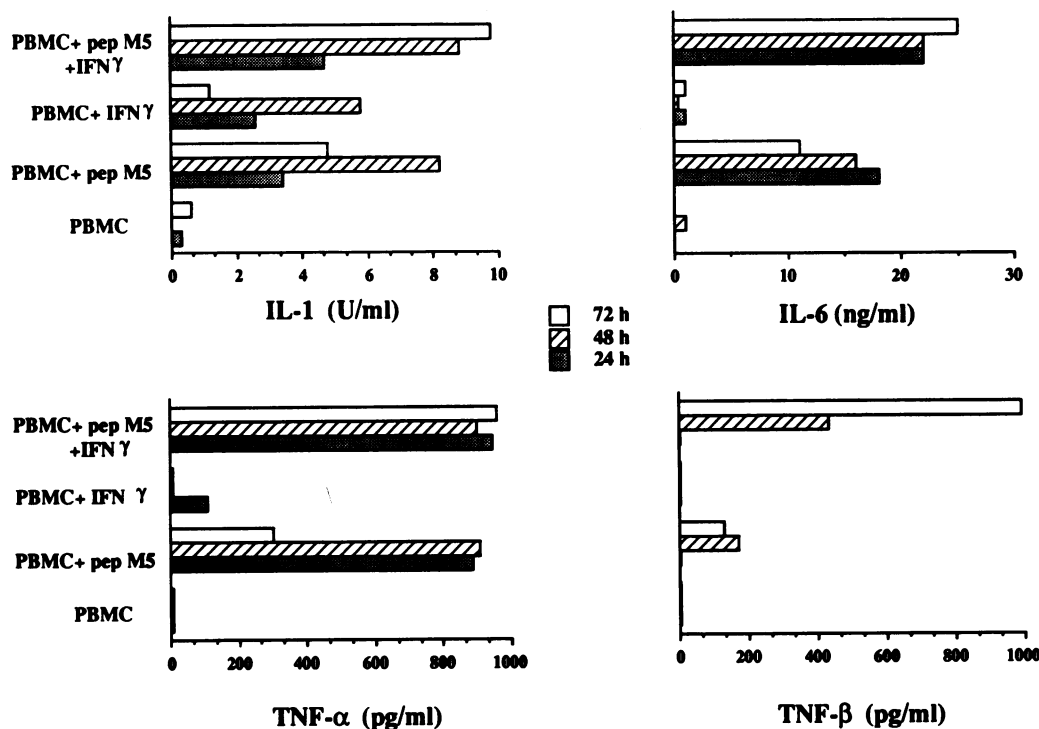 PBMC+ pep M5
+IFN γ
PBMC+ IFN γ
PBMC+ pep M5
PBMC
0 2 4 6 8 10
IL-1 (U/ml)
0 10 20 30
IL-6 (ng/ml)
72 h
48 h
24 h
PBMC+ pep M5
+IFN γ
PBMC+ IFN γ
PBMC+ pep M5
PBMC
0 200 400 600 800 1000
TNF-α (pg/ml)
0 200 400 600 800 1000
TNF-β (pg/ml)